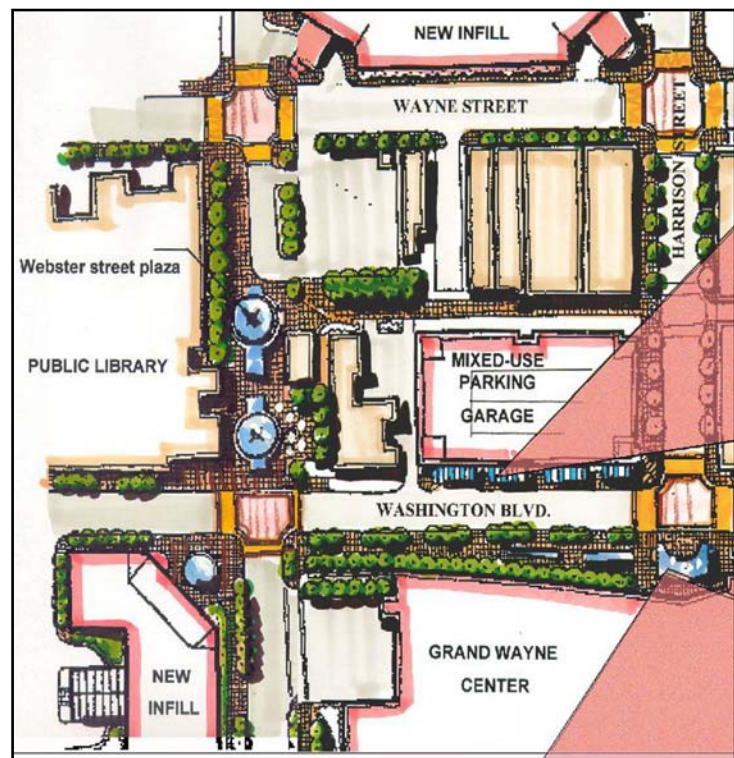 NEW INFILL
WAYNE STREET
HARRISON STREET
Webster street plaza
PUBLIC LIBRARY
MIXED-USE
PARKING
GARAGE
WASHINGTON BLVD.
GRAND WAYNE
CENTER
NEW
INFILL